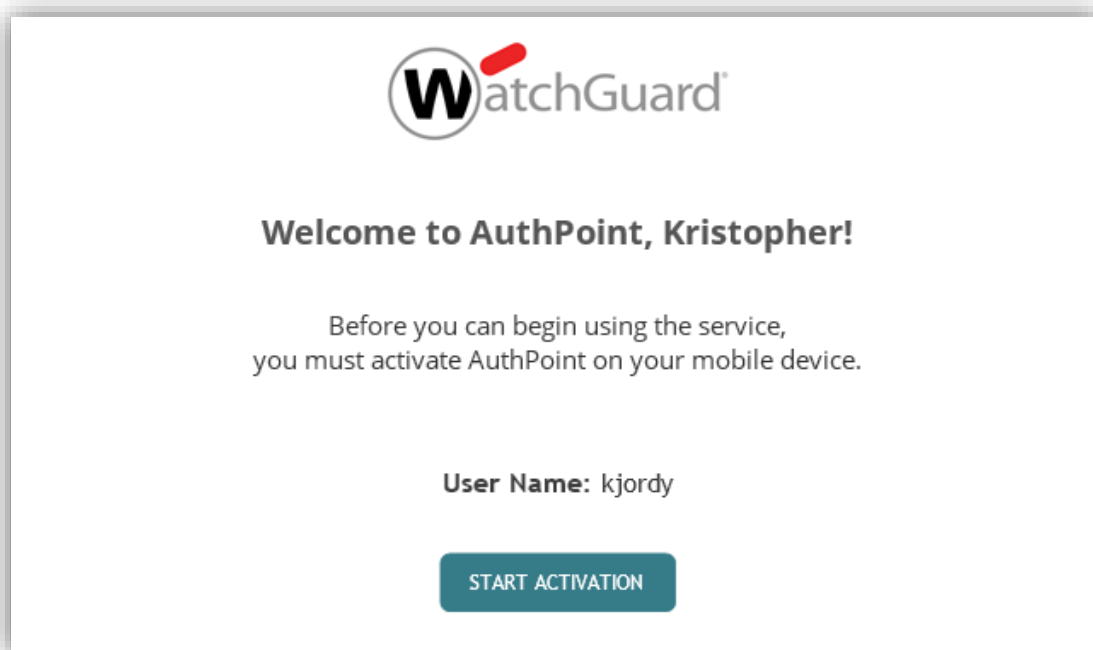 WatchGuard
Welcome to AuthPoint, Kristopher!
Before you can begin using the service,
you must activate AuthPoint on your mobile device.
User Name: kjordy
START ACTIVATION